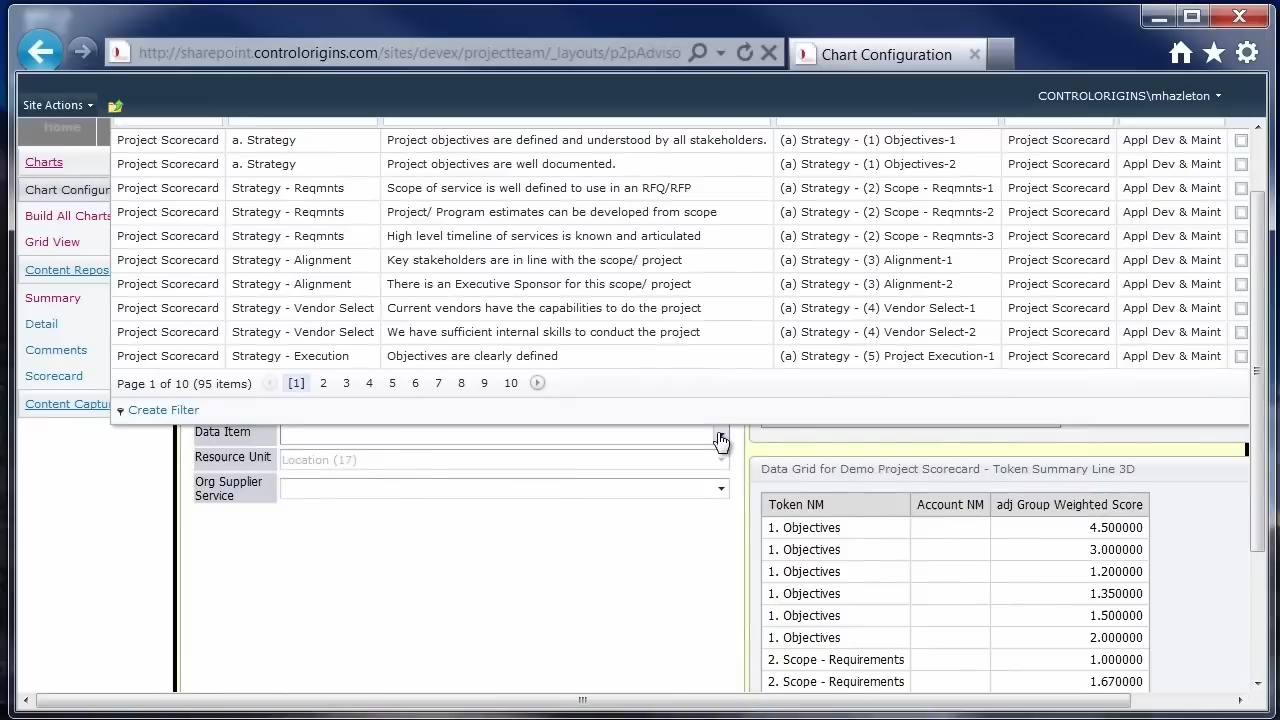 http://sharepoint.controlorigins.com/sites/devex/projectteam/_layouts/p2pAdviso
Chart Configuration
Site Actions
CONTROLORIGINS\mhazleton
Home
Charts
Chart Configur
Build All Charts
Grid View
Content Repos
Summary
Detail
Comments
Scorecard
Content Captu
Project Scorecard a. Strategy Project objectives are defined and understood by all stakeholders. (a) Strategy - (1) Objectives-1 Project Scorecard Appl Dev & Maint
Project Scorecard a. Strategy Project objectives are well documented. (a) Strategy - (1) Objectives-2 Project Scorecard Appl Dev & Maint
Project Scorecard Strategy - Reqmnts Scope of service is well defined to use in an RFQ/RFP (a) Strategy - (2) Scope - Reqmnts-1 Project Scorecard Appl Dev & Maint
Project Scorecard Strategy - Reqmnts Project/ Program estimates can be developed from scope (a) Strategy - (2) Scope - Reqmnts-2 Project Scorecard Appl Dev & Maint
Project Scorecard Strategy - Reqmnts High level timeline of services is known and articulated (a) Strategy - (2) Scope - Reqmnts-3 Project Scorecard Appl Dev & Maint
Project Scorecard Strategy - Alignment Key stakeholders are in line with the scope/ project (a) Strategy - (3) Alignment-1 Project Scorecard Appl Dev & Maint
Project Scorecard Strategy - Alignment There is an Executive Sponsor for this scope/ project (a) Strategy - (3) Alignment-2 Project Scorecard Appl Dev & Maint
Project Scorecard Strategy - Vendor Select Current vendors have the capabilities to do the project (a) Strategy - (4) Vendor Select-1 Project Scorecard Appl Dev & Maint
Project Scorecard Strategy - Vendor Select We have sufficient internal skills to conduct the project (a) Strategy - (4) Vendor Select-2 Project Scorecard Appl Dev & Maint
Project Scorecard Strategy - Execution Objectives are clearly defined (a) Strategy - (5) Project Execution-1 Project Scorecard Appl Dev & Maint
Page 1 of 10 (95 items) [1] 2 3 4 5 6 7 8 9 10
Create Filter
Data Item
Resource Unit Location (17)
Org Supplier
Service
Data Grid for Demo Project Scorecard - Token Summary Line 3D
Token NM Account NM adj Group Weighted Score
1. Objectives 4.500000
1. Objectives 3.000000
1. Objectives 1.200000
1. Objectives 1.350000
1. Objectives 1.500000
1. Objectives 2.000000
2. Scope - Requirements 1.000000
2. Scope - Requirements 1.670000